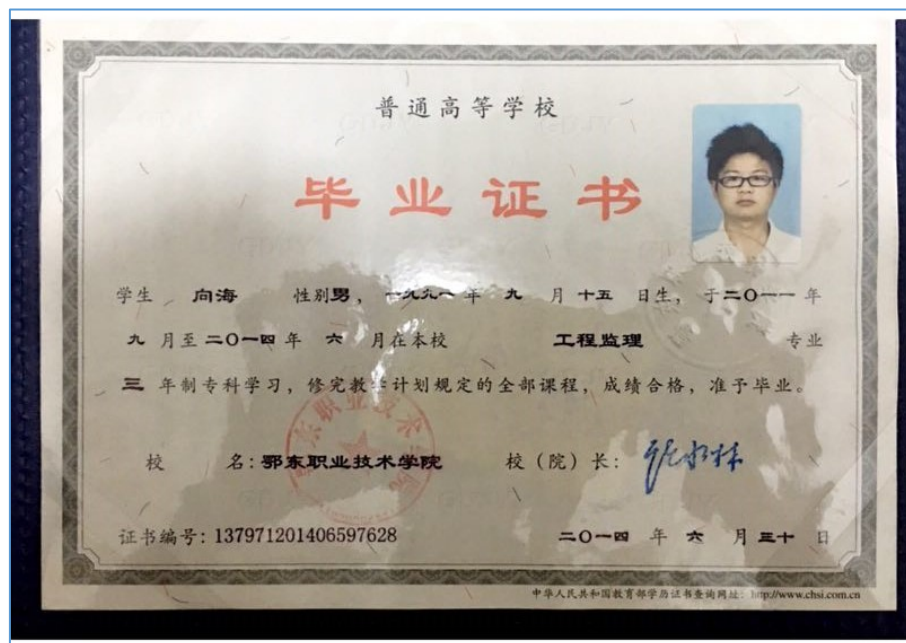 普通高等学校
毕业证书
学生 向海 性别男，一九九一年 九 月 十五 日生，于二〇一一年
九 月至二〇一四年 六 月在本校 工程监理 专业
三 年制专科学习，修完教学计划规定的全部课程，成绩合格，准予毕业。
校 名：鄂东职业技术学院 校（院）长：
证书编号：137971201406597628 二〇一四 年 六 月 三十 日
中华人民共和国教育部学历证书查询网址：http://www.chsi.com.cn